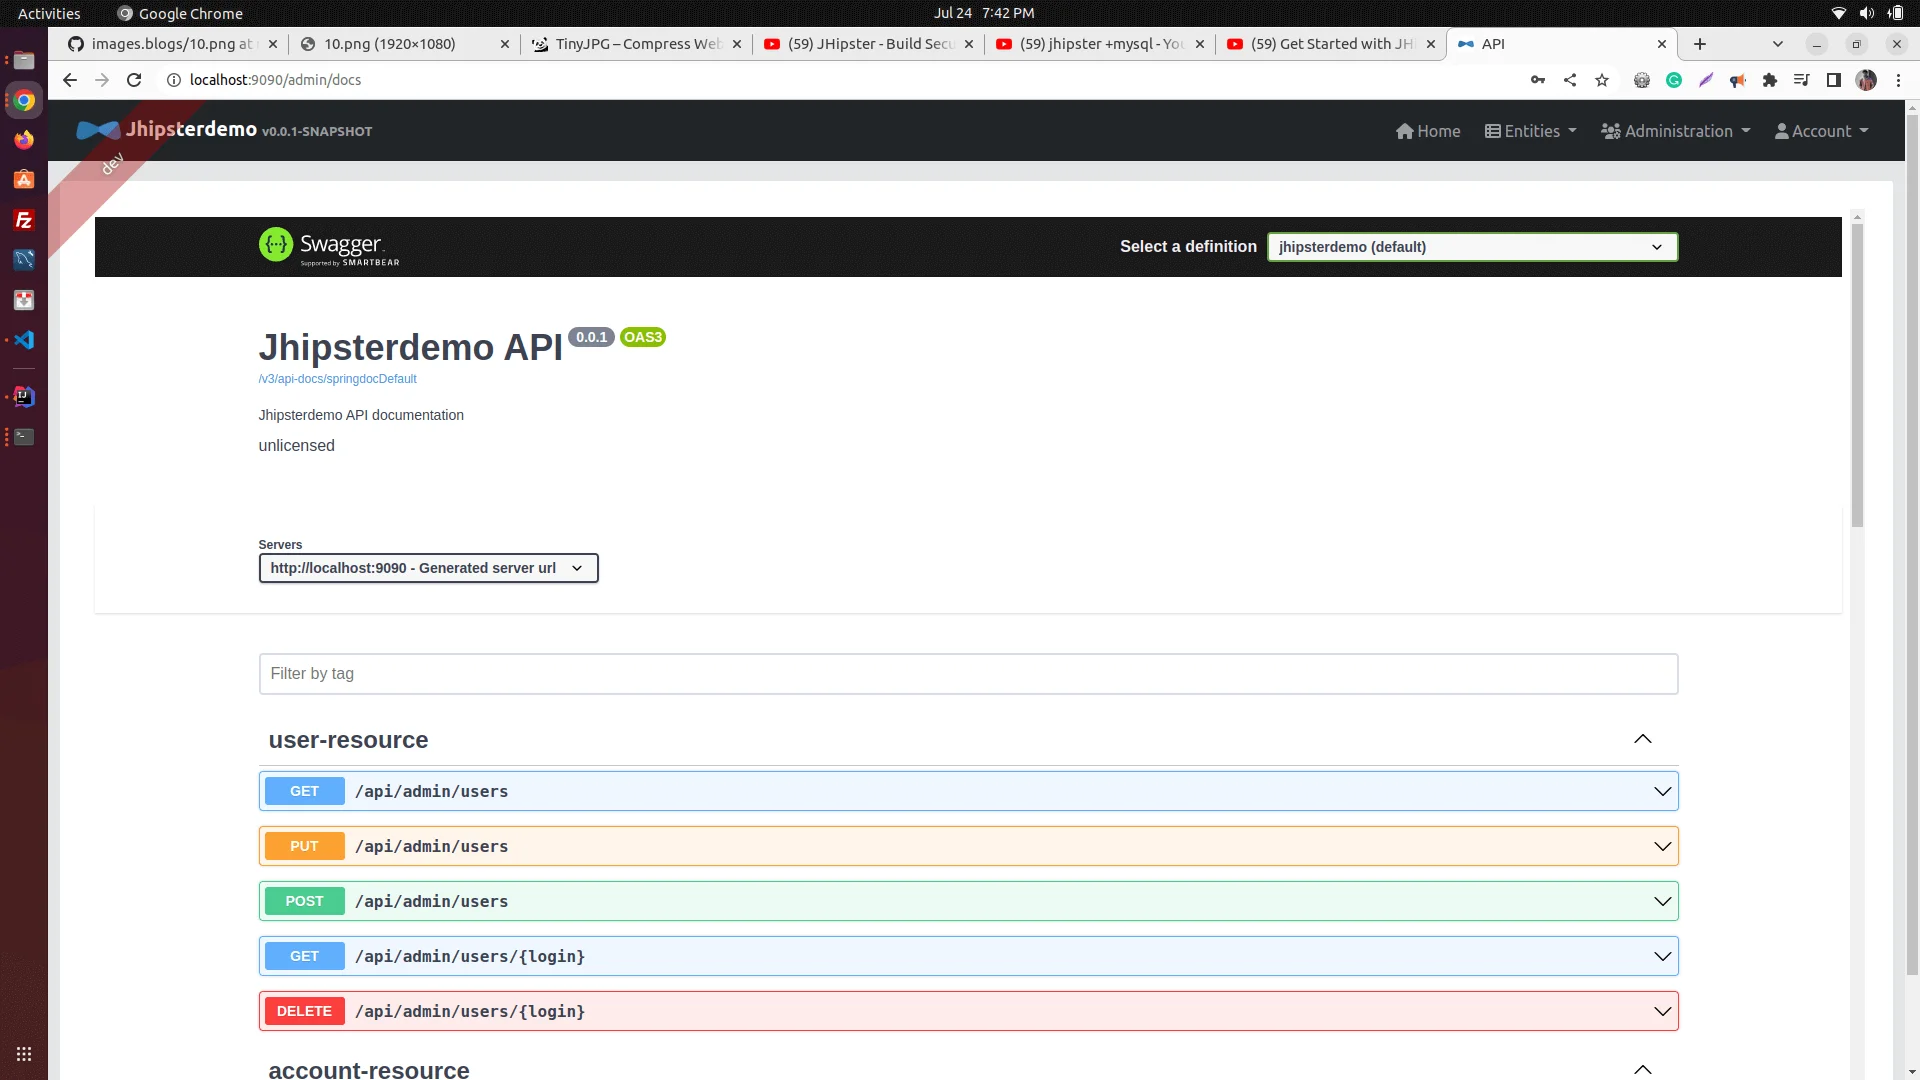 Activities Google Chrome Jul 24 7:42 PM
images.blogs/10.png at
10.png (1920×1080)
TinyJPG – Compress Web
(59) JHipster - Build Secu
(59) jhipster +mysql - You
(59) Get Started with JHi
API
localhost:9090/admin/docs
Jhipsterdemo v0.0.1-SNAPSHOT
Home Entities Administration Account
dev
Swagger
Supported by SMARTBEAR
Select a definition jhipsterdemo (default)
Jhipsterdemo API 0.0.1 OAS3
/v3/api-docs/springdocDefault
Jhipsterdemo API documentation
unlicensed
Servers
http://localhost:9090 - Generated server url
Filter by tag
user-resource
GET /api/admin/users
PUT /api/admin/users
POST /api/admin/users
GET /api/admin/users/{login}
DELETE /api/admin/users/{login}
account-resource